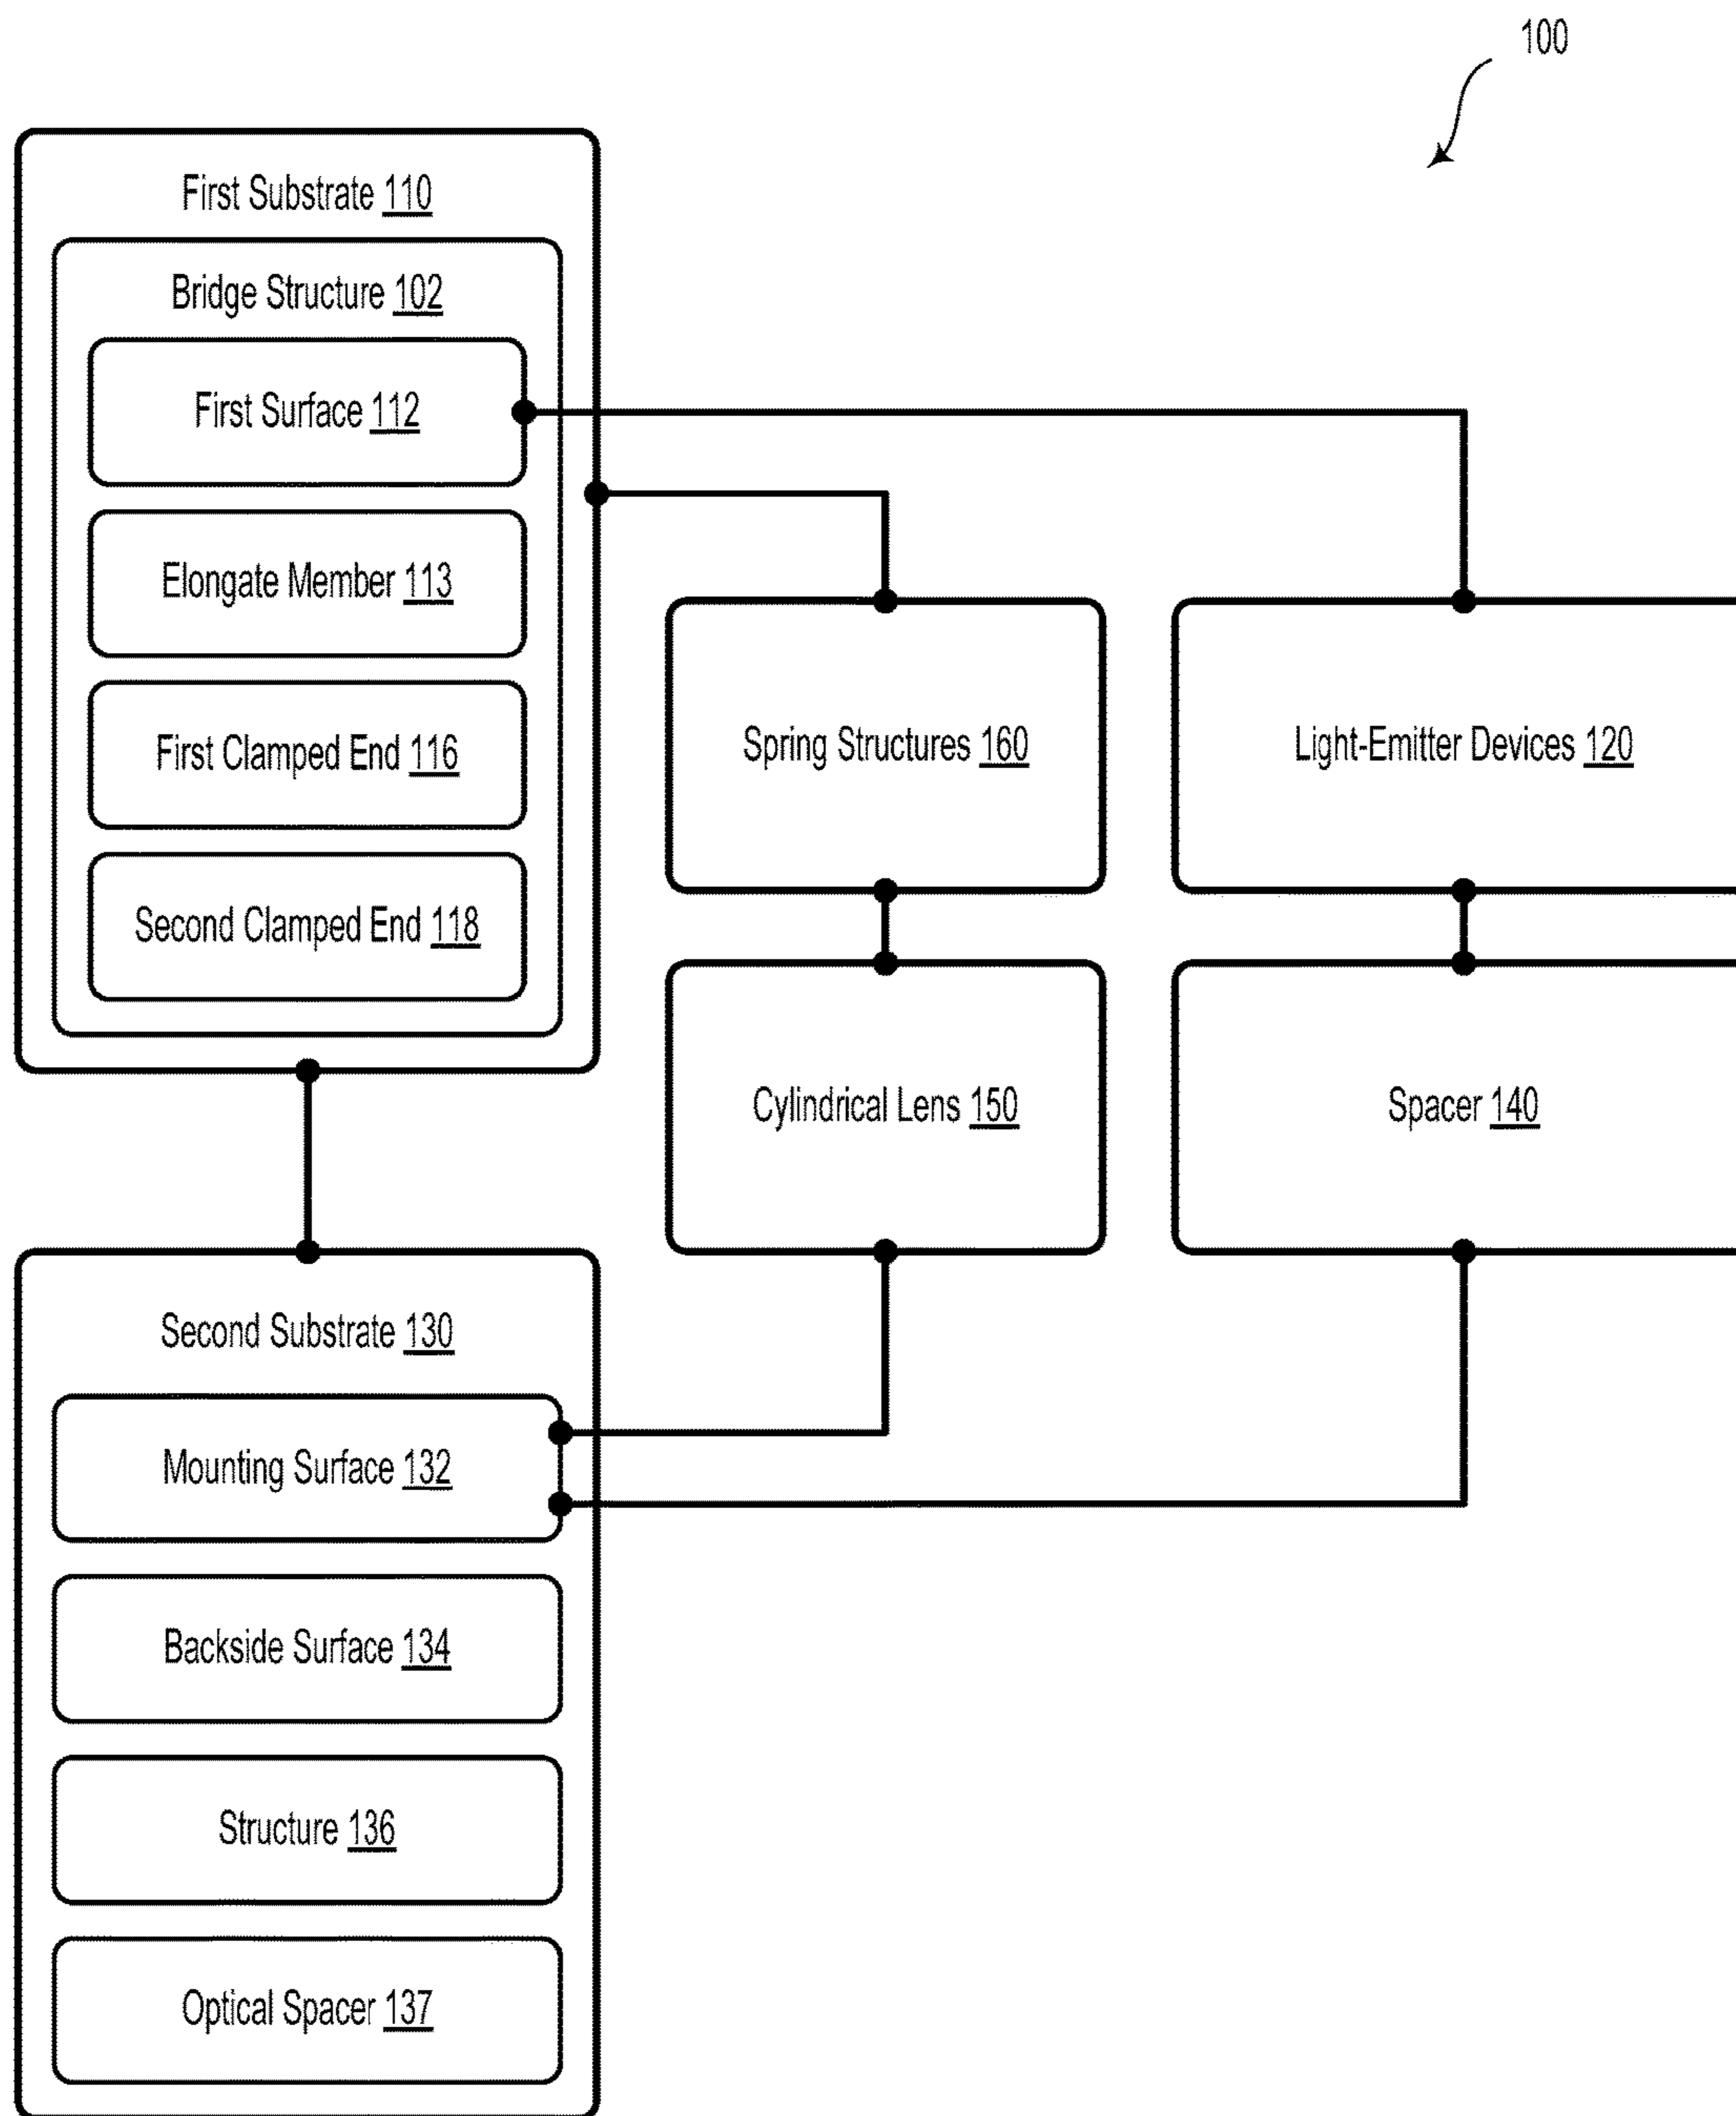 100
First Substrate 110
Bridge Structure 102
First Surface 112
Elongate Member 113
First Clamped End 116
Second Clamped End 118
Spring Structures 160
Light-Emitter Devices 120
Cylindrical Lens 150
Spacer 140
Second Substrate 130
Mounting Surface 132
Backside Surface 134
Structure 136
Optical Spacer 137